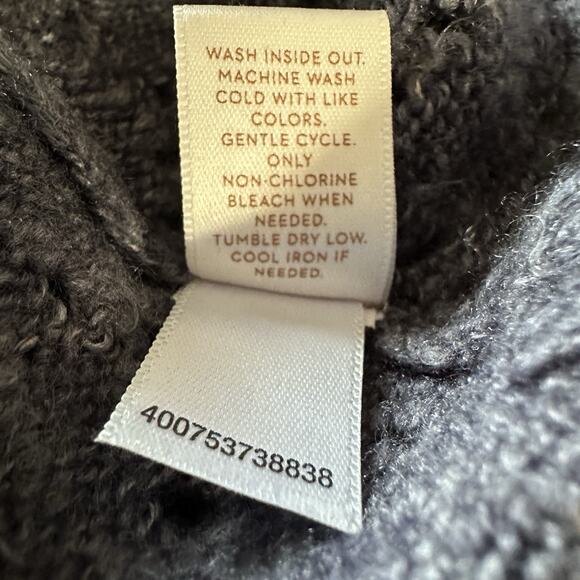 WASH INSIDE OUT.
MACHINE WASH
COLD WITH LIKE
COLORS.
GENTLE CYCLE.
ONLY
NON-CHLORINE
BLEACH WHEN
NEEDED.
TUMBLE DRY LOW.
COOL IRON IF
NEEDED.
400753738838